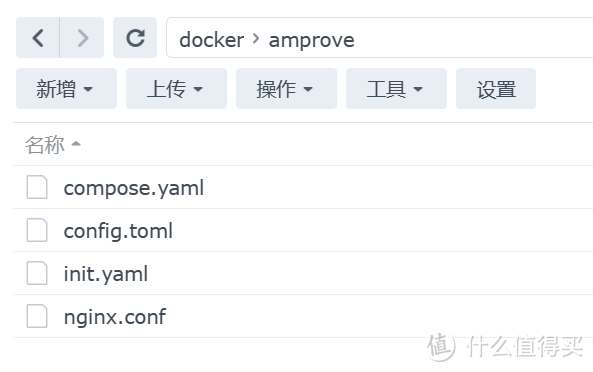 docker › amprove
新增 上传 操作 工具 设置
名称
compose.yaml
config.toml
init.yaml
nginx.conf
值 什么值得买